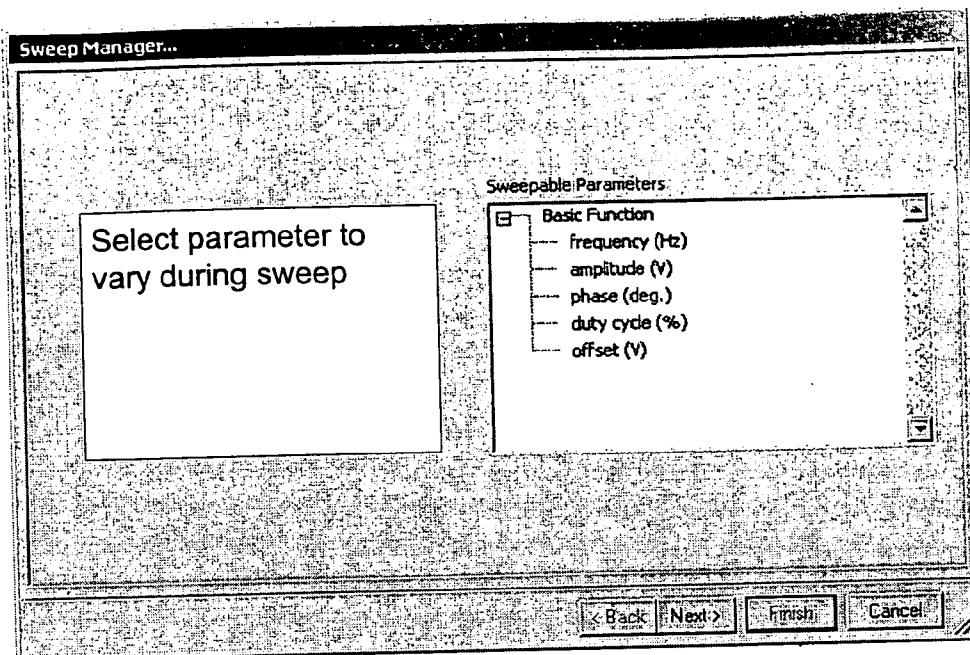 Sweep Manager...
Select parameter to
vary during sweep
Sweepable Parameters
Basic Function
frequency (Hz)
amplitude (V)
phase (deg.)
duty cycle (%)
offset (V)
< Back
Next >
Finish
Cancel